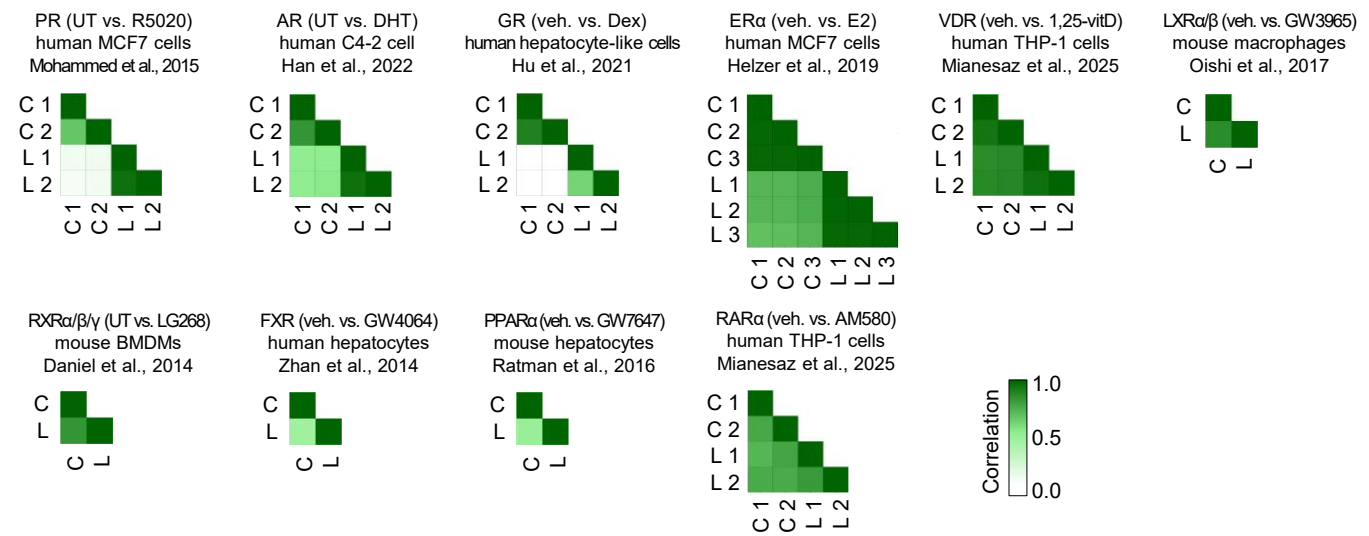 PR (UT vs. R5020)
human MCF7 cells
Mohammed et al., 2015
C 1
C 2
L 1
L 2
C 1
C 2
L 1
L 2
AR (UT vs. DHT)
human C4-2 cell
Han et al., 2022
C 1
C 2
L 1
L 2
C 1
C 2
L 1
L 2
GR (veh. vs. Dex)
human hepatocyte-like cells
Hu et al., 2021
C 1
C 2
L 1
L 2
C 1
C 2
L 1
L 2
ERα (veh. vs. E2)
human MCF7 cells
Helzer et al., 2019
C 1
C 2
C 3
L 1
L 2
L 3
C 1
C 2
C 3
L 1
L 2
L 3
VDR (veh. vs. 1,25-vitD)
human THP-1 cells
Mianesaz et al., 2025
C 1
C 2
L 1
L 2
C 1
C 2
L 1
L 2
LXRα/β (veh. vs. GW3965)
mouse macrophages
Oishi et al., 2017
C
L
C
L
RXRα/β/γ (UT vs. LG268)
mouse BMDMs
Daniel et al., 2014
C
L
C
L
FXR (veh. vs. GW4064)
human hepatocytes
Zhan et al., 2014
C
L
C
L
PPARα (veh. vs. GW7647)
mouse hepatocytes
Ratman et al., 2016
C
L
C
L
RARα (veh. vs. AM580)
human THP-1 cells
Mianesaz et al., 2025
C 1
C 2
L 1
L 2
C 1
C 2
L 1
L 2
Correlation
1.0
0.5
0.0